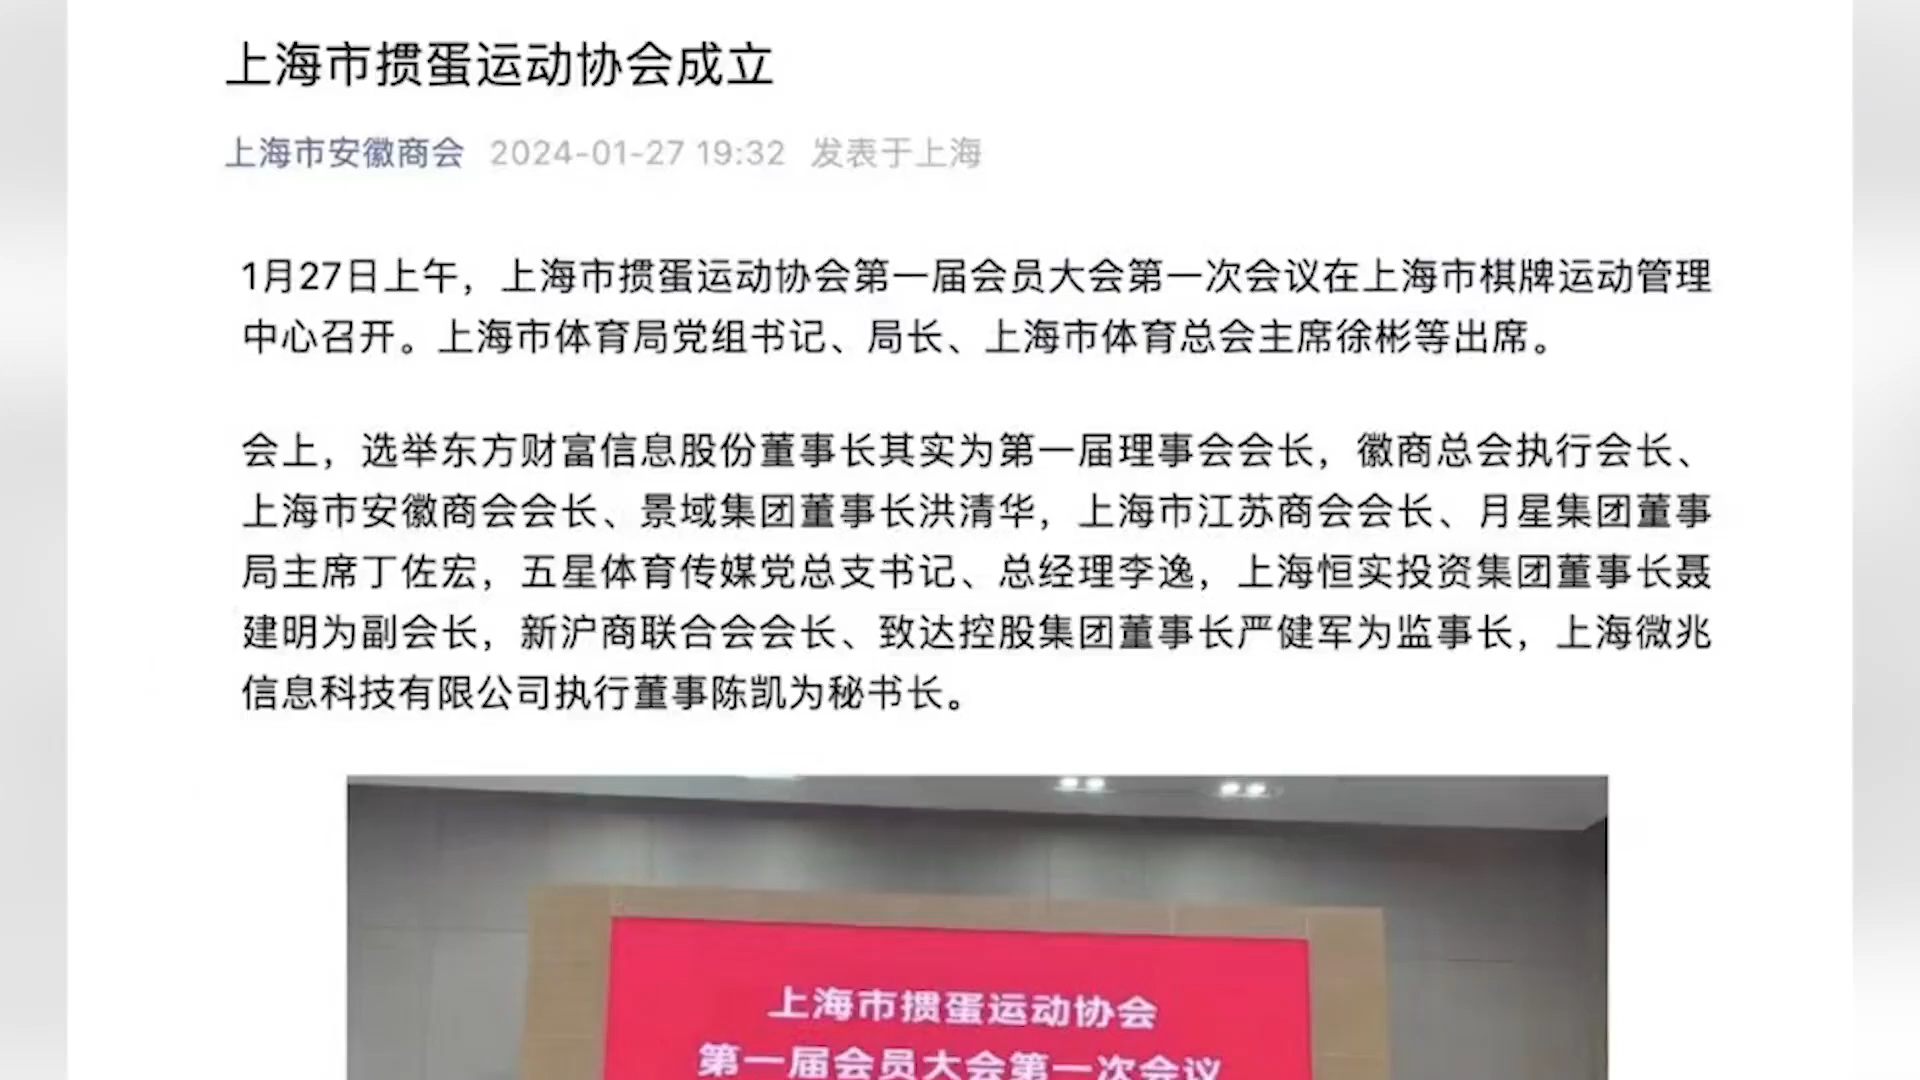 上海市掼蛋运动协会成立
上海市安徽商会 2024-01-27 19:32 发表于上海
1月27日上午，上海市掼蛋运动协会第一届会员大会第一次会议在上海市棋牌运动管理
中心召开。上海市体育局党组书记、局长、上海市体育总会主席徐彬等出席。
会上，选举东方财富信息股份董事长其实为第一届理事会会长，徽商总会执行会长、
上海市安徽商会会长、景域集团董事长洪清华，上海市江苏商会会长、月星集团董事
局主席丁佐宏，五星体育传媒党总支书记、总经理李逸，上海恒实投资集团董事长聂
建明为副会长，新沪商联合会会长、致达控股集团董事长严健军为监事长，上海微兆
信息科技有限公司执行董事陈凯为秘书长。
上海市掼蛋运动协会
第一届会员大会第一次会议